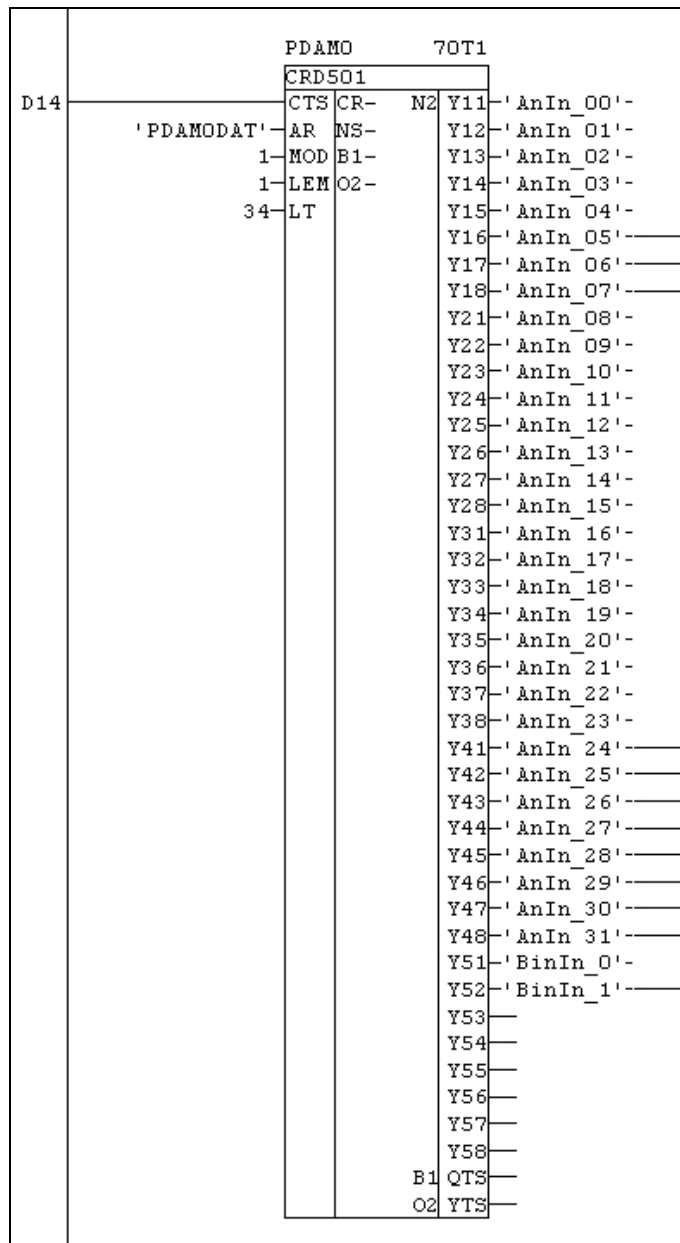 PDAM0 70T1
CRD501
D14 CTS CR- N2 Y11 'AnIn_00'-
'PDAMODAT' AR NS- Y12 'AnIn_01'-
1 MOD B1- Y13 'AnIn_02'-
1 LEM O2- Y14 'AnIn_03'-
34 LT Y15 'AnIn_04'-
Y16 'AnIn_05'-
Y17 'AnIn_06'-
Y18 'AnIn_07'-
Y21 'AnIn_08'-
Y22 'AnIn_09'-
Y23 'AnIn_10'-
Y24 'AnIn_11'-
Y25 'AnIn_12'-
Y26 'AnIn_13'-
Y27 'AnIn_14'-
Y28 'AnIn_15'-
Y31 'AnIn_16'-
Y32 'AnIn_17'-
Y33 'AnIn_18'-
Y34 'AnIn_19'-
Y35 'AnIn_20'-
Y36 'AnIn_21'-
Y37 'AnIn_22'-
Y38 'AnIn_23'-
Y41 'AnIn_24'-
Y42 'AnIn_25'-
Y43 'AnIn_26'-
Y44 'AnIn_27'-
Y45 'AnIn_28'-
Y46 'AnIn_29'-
Y47 'AnIn_30'-
Y48 'AnIn_31'-
Y51 'BinIn_0'-
Y52 'BinIn_1'-
Y53
Y54
Y55
Y56
Y57
Y58
B1 QTS
O2 YTS